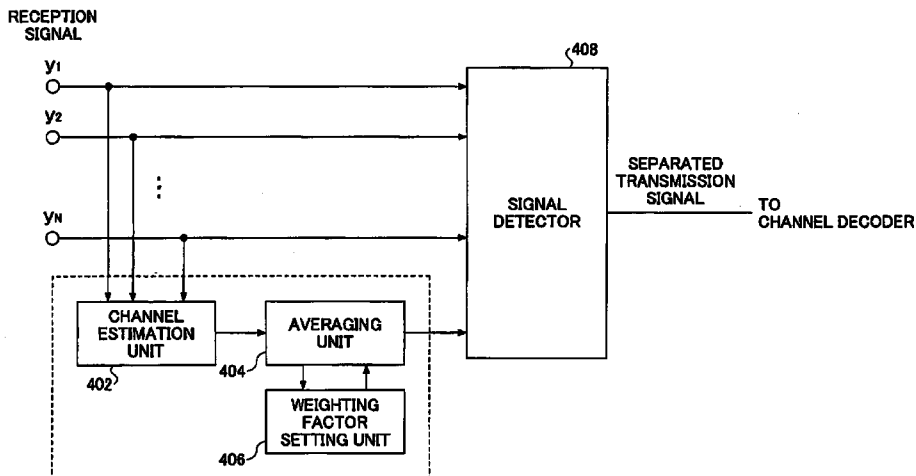 RECEPTION
SIGNAL
y1
y2
yN
408
SIGNAL
DETECTOR
SEPARATED
TRANSMISSION
SIGNAL
TO
CHANNEL DECODER
CHANNEL
ESTIMATION
UNIT
402
AVERAGING
UNIT
404
WEIGHTING
FACTOR
SETTING UNIT
406